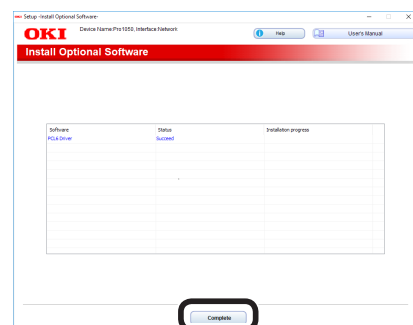 Setup -Install Optional Software-
OKI Device Name:Pro1050, Interface:Network Help User's Manual
Install Optional Software
Software Status Installation progress
PCL6 Driver Succeed
Complete